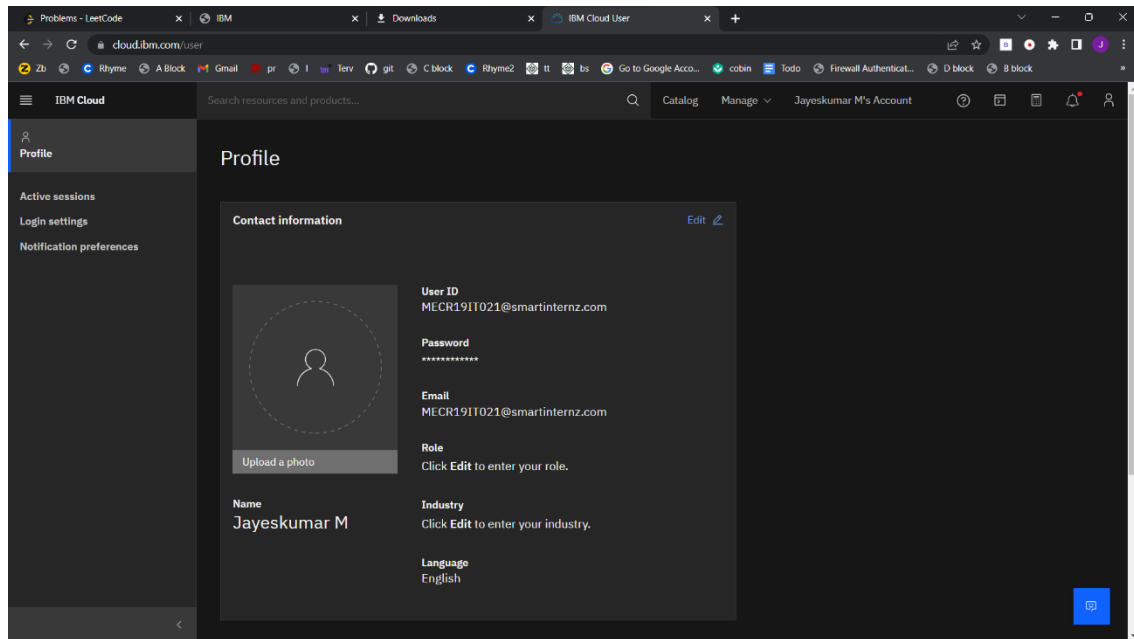 Problems - LeetCode
IBM
Downloads
IBM Cloud User
cloud.ibm.com/user
Zb
C Rhyme
A Block
Gmail
pr
I
Terv
git
C block
Rhyme2
tt
bs
Go to Google Acco...
cobin
Todo
Firewall Authenticat...
D block
B block
»
IBM Cloud
Search resources and products...
Catalog
Manage
Jayeskumar M's Account
Profile
Active sessions
Login settings
Notification preferences
Profile
Contact information
Edit
Upload a photo
Name
Jayeskumar M
User ID
MECR19IT021@smartinternz.com
Password
************
Email
MECR19IT021@smartinternz.com
Role
Click Edit to enter your role.
Industry
Click Edit to enter your industry.
Language
English